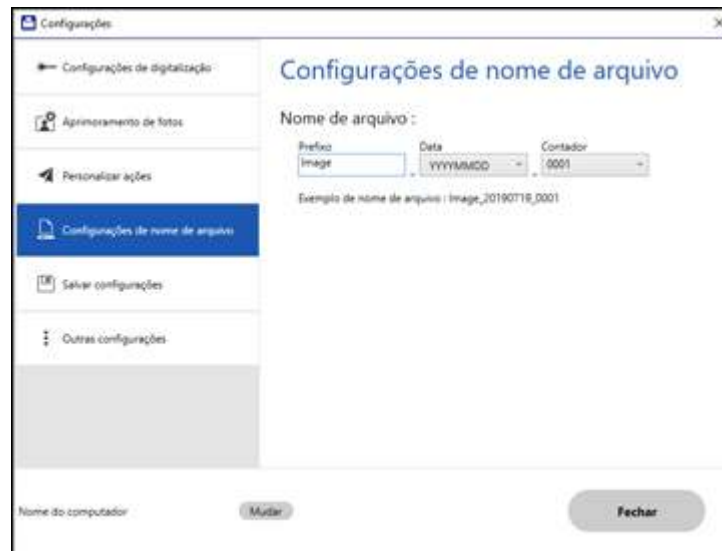 Configurações
Configurações de digitalização
Aprimoramento de fotos
Personalizar ações
Configurações de nome de arquivo
Salvar configurações
Outras configurações
Configurações de nome de arquivo
Nome de arquivo :
Prefixo Data Contador
Image - YYYYMMDD - 0001
Exemplo de nome de arquivo : Image_20190718_0001
Nome do computador Mudar Fechar